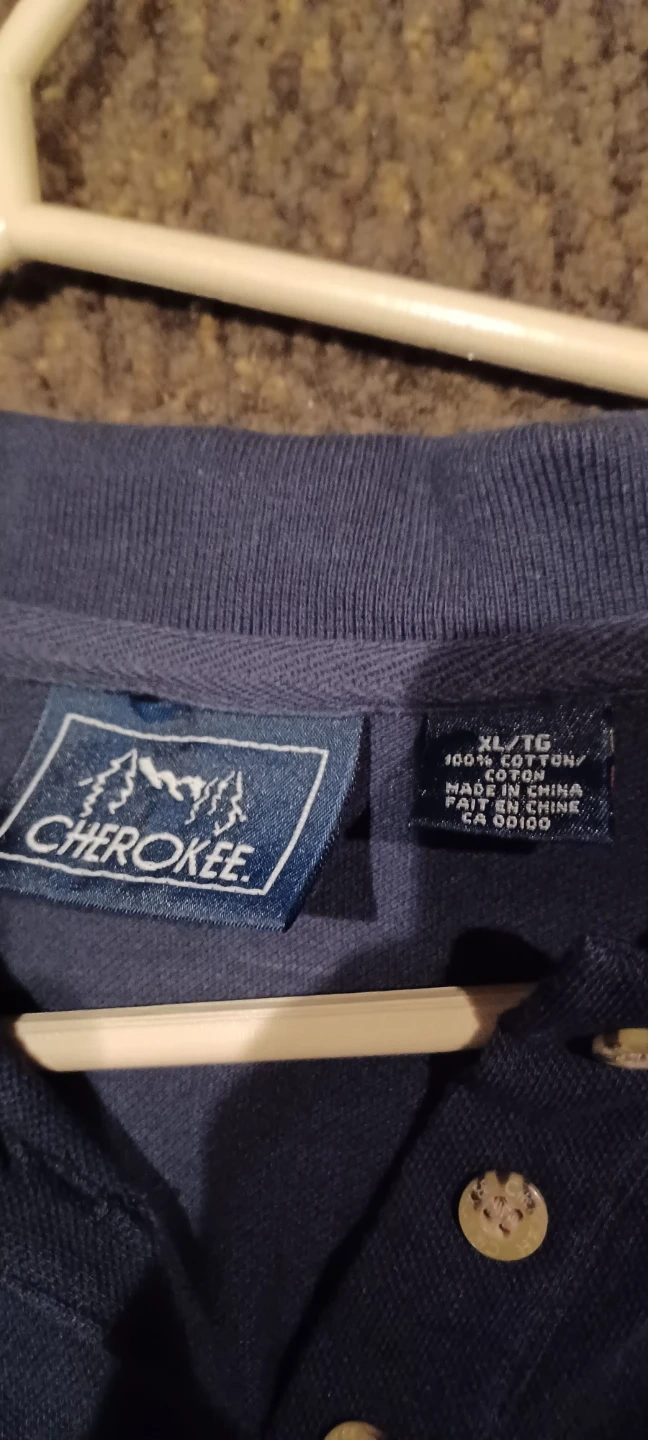 CHEROKEE.
XL/TG
100% COTTON/
COTON
MADE IN CHINA
FAIT EN CHINE
CA 00100